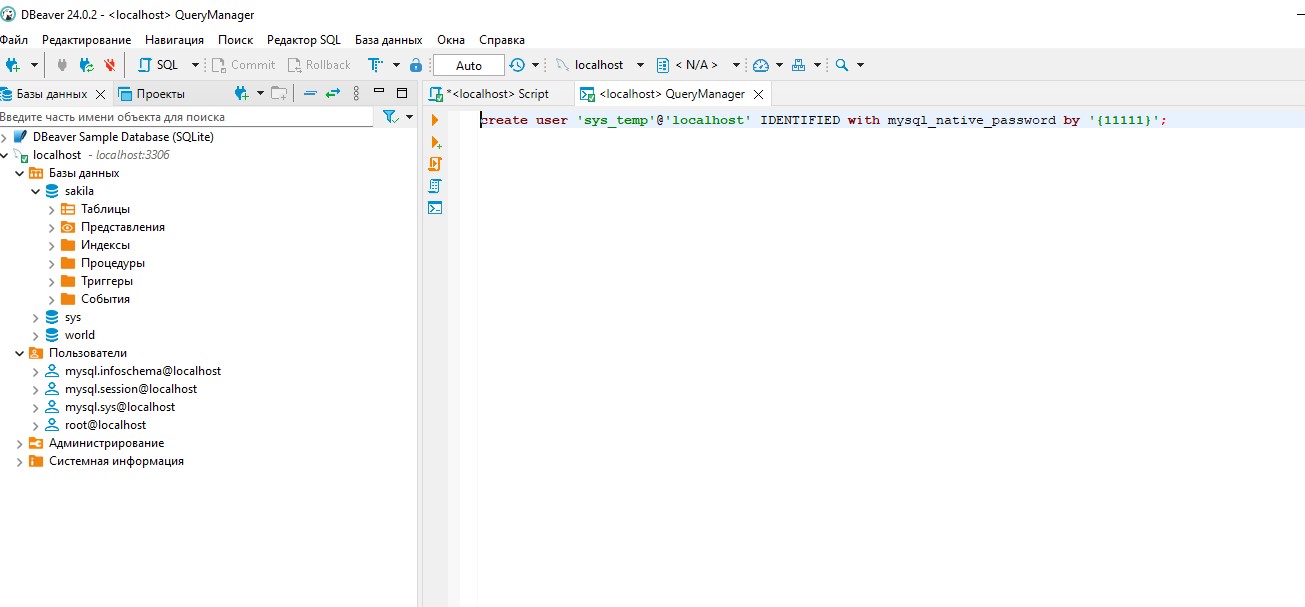 DBeaver 24.0.2 - <localhost> QueryManager
Файл Редактирование Навигация Поиск Редактор SQL База данных Окна Справка
SQL Commit Rollback Auto localhost < N/A >
Базы данных Проекты *<localhost> Script <localhost> QueryManager
Введите часть имени объекта для поиска
create user 'sys_temp'@'localhost' IDENTIFIED with mysql_native_password by '{11111}';
DBeaver Sample Database (SQLite)
localhost - localhost:3306
Базы данных
sakila
Таблицы
Представления
Индексы
Процедуры
Триггеры
События
sys
world
Пользователи
mysql.infoschema@localhost
mysql.session@localhost
mysql.sys@localhost
root@localhost
Администрирование
Системная информация